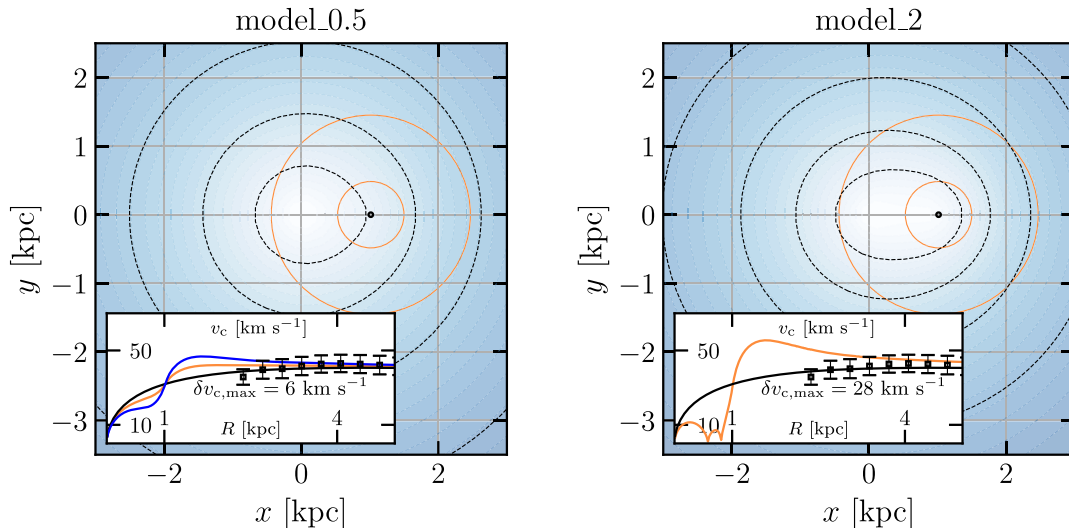 model_0.5
2
1
0
−1
−2
−3
y [kpc]
v_c [km s⁻¹]
50
10
δv_c,max = 6 km s⁻¹
1
4
R [kpc]
−2
0
2
x [kpc]
model_2
2
1
0
−1
−2
−3
y [kpc]
v_c [km s⁻¹]
50
10
δv_c,max = 28 km s⁻¹
1
4
R [kpc]
−2
0
2
x [kpc]